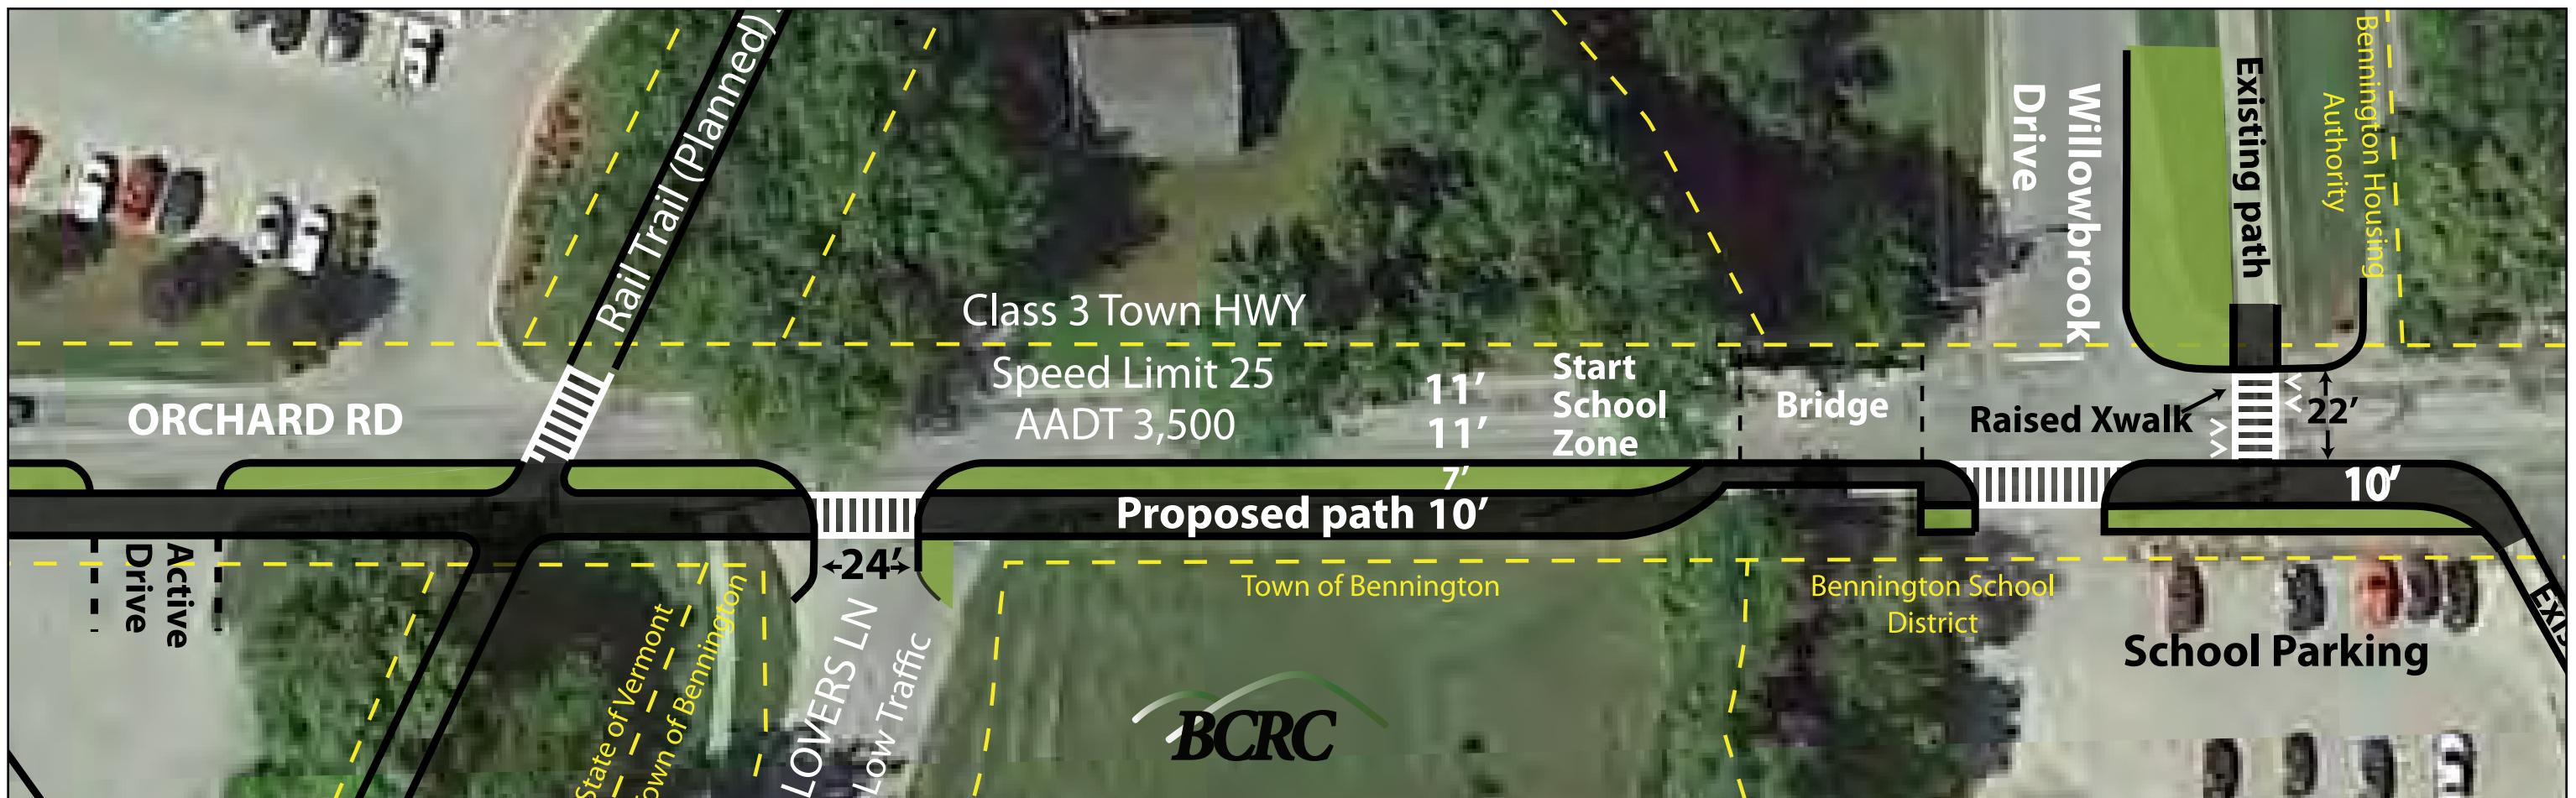 Rail Trail (Planned)
Willowbrook
Drive
Existing path
Bennington Housing
Authority
Class 3 Town HWY
Speed Limit 25
AADT 3,500
11’
11’
7’
Start
School
Zone
Bridge
Raised Xwalk
22’
ORCHARD RD
Proposed path 10’
10’
Active
Drive
24’
State of Vermont
Town of Bennington
LOVERS LN
Low Traffic
Town of Bennington
Bennington School
District
School Parking
Exis
BCRC